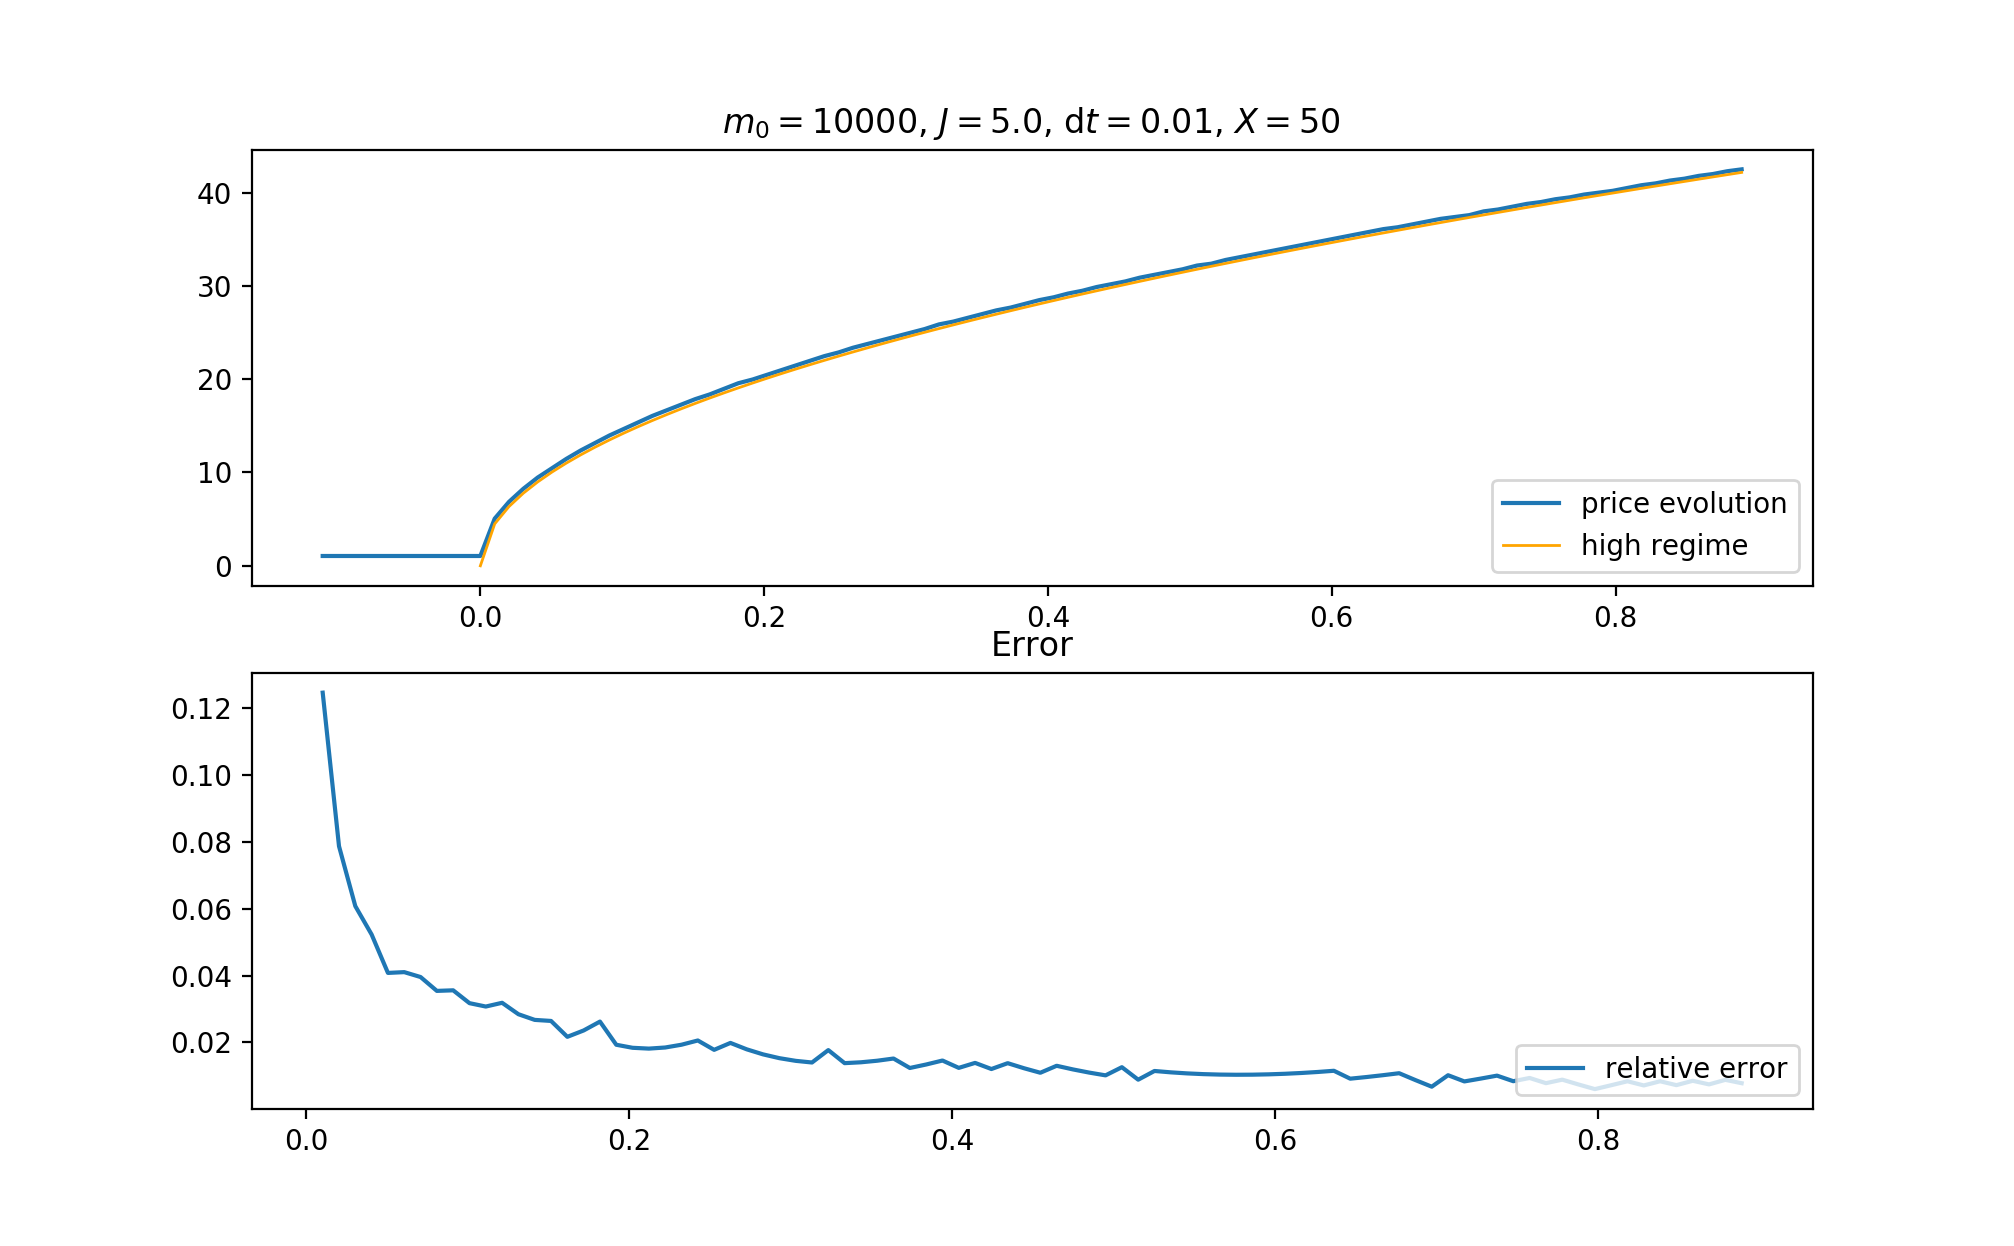 m₀ = 10000, J = 5.0, dt = 0.01, X = 50
40
30
20
10
0
price evolution
high regime
0.0 0.2 0.4 0.6 0.8
Error
0.12
0.10
0.08
0.06
0.04
0.02
relative error
0.0 0.2 0.4 0.6 0.8